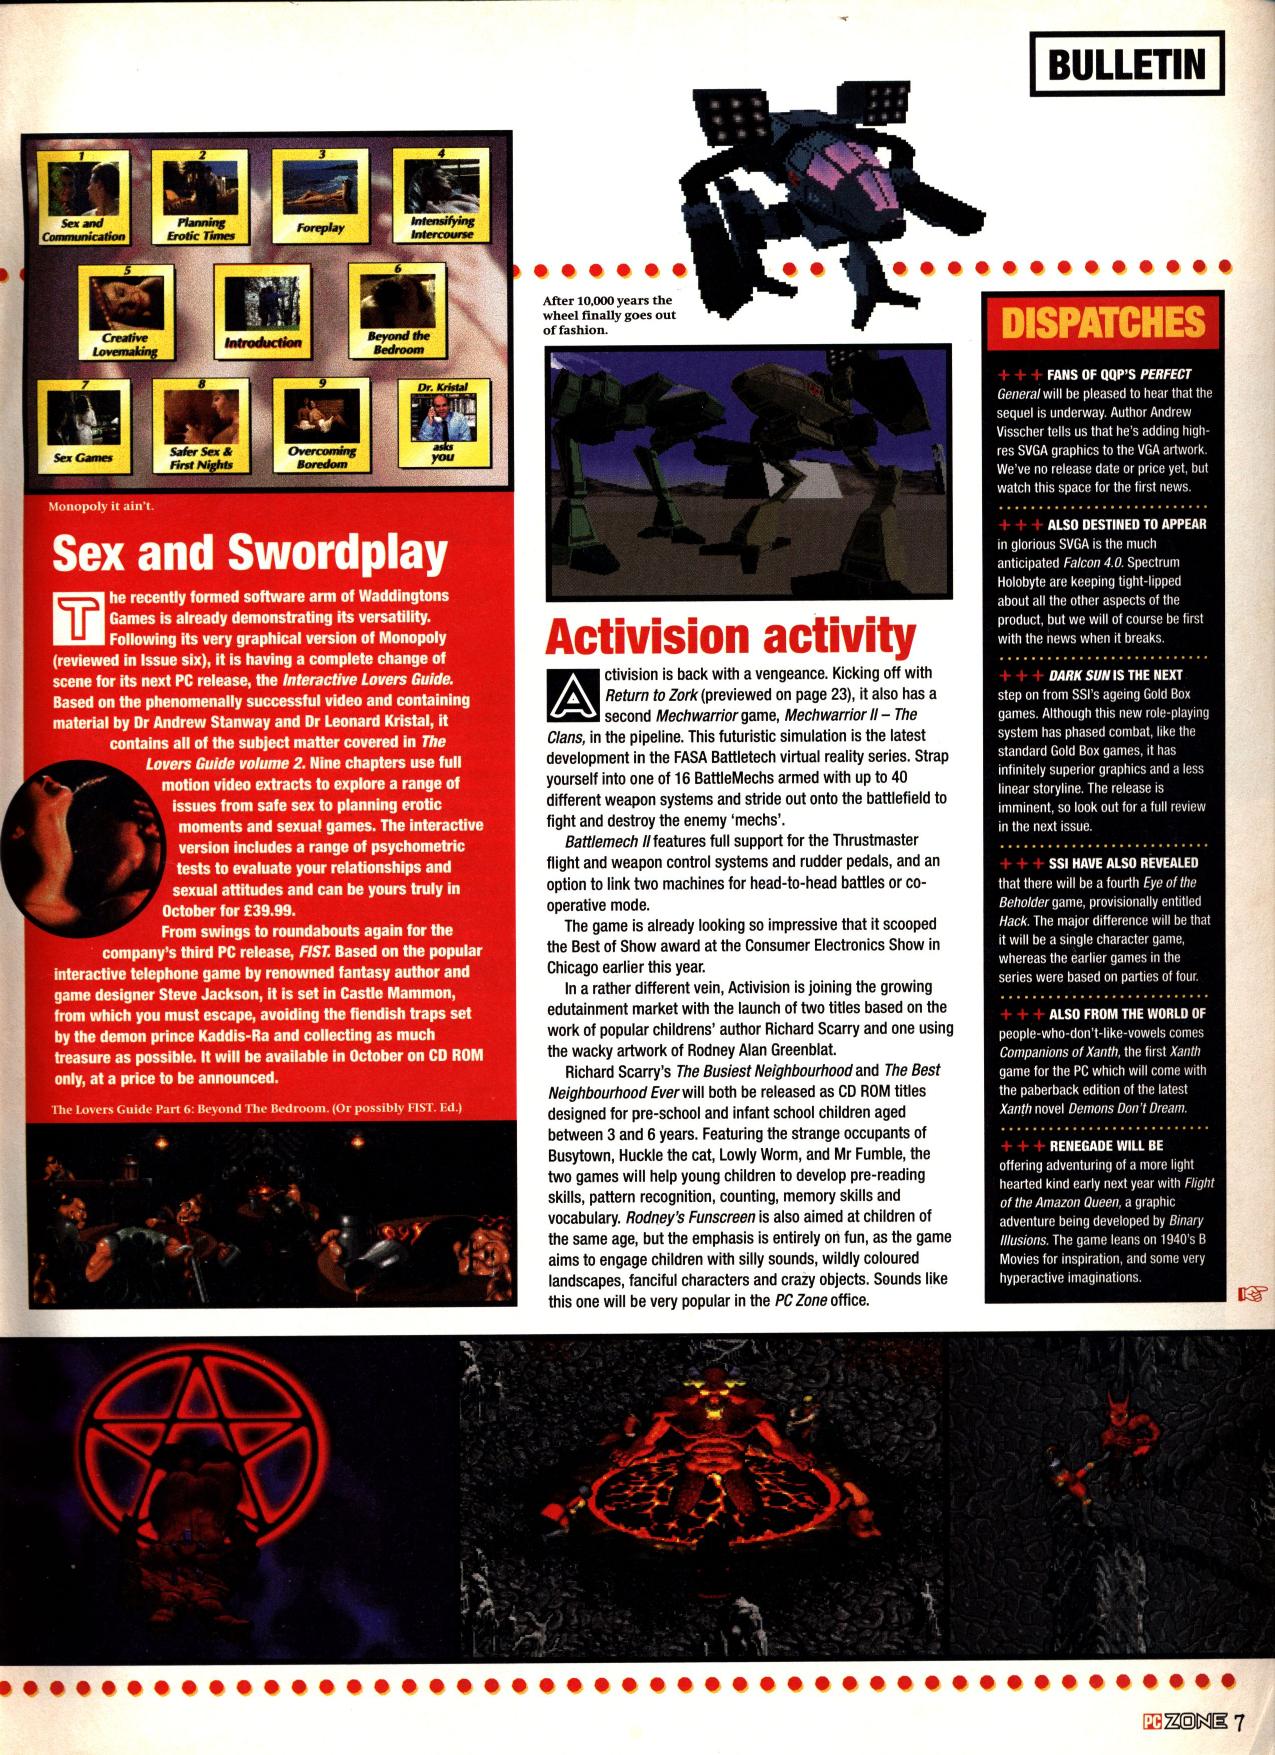 BULLETIN
1
Sex and
Communication
2
Planning
Erotic Times
3
Foreplay
4
Intensifying
Intercourse
5
Creative
Lovemaking
Introduction
6
Beyond the
Bedroom
7
Sex Games
8
Safer Sex &
First Nights
9
Overcoming
Boredom
Dr. Kristal
asks
you
Monopoly it ain't.
Sex and Swordplay
The recently formed software arm of Waddingtons
Games is already demonstrating its versatility.
Following its very graphical version of Monopoly
(reviewed in Issue six), it is having a complete change of
scene for its next PC release, the Interactive Lovers Guide.
Based on the phenomenally successful video and containing
material by Dr Andrew Stanway and Dr Leonard Kristal, it
contains all of the subject matter covered in The
Lovers Guide volume 2. Nine chapters use full
motion video extracts to explore a range of
issues from safe sex to planning erotic
moments and sexual games. The interactive
version includes a range of psychometric
tests to evaluate your relationships and
sexual attitudes and can be yours truly in
October for £39.99.
From swings to roundabouts again for the
company's third PC release, FIST. Based on the popular
interactive telephone game by renowned fantasy author and
game designer Steve Jackson, it is set in Castle Mammon,
from which you must escape, avoiding the fiendish traps set
by the demon prince Kaddis-Ra and collecting as much
treasure as possible. It will be available in October on CD ROM
only, at a price to be announced.
The Lovers Guide Part 6: Beyond The Bedroom. (Or possibly FIST. Ed.)
After 10,000 years the
wheel finally goes out
of fashion.
Activision activity
Activision is back with a vengeance. Kicking off with
Return to Zork (previewed on page 23), it also has a
second Mechwarrior game, Mechwarrior II – The
Clans, in the pipeline. This futuristic simulation is the latest
development in the FASA Battletech virtual reality series. Strap
yourself into one of 16 BattleMechs armed with up to 40
different weapon systems and stride out onto the battlefield to
fight and destroy the enemy 'mechs'.
Battlemech II features full support for the Thrustmaster
flight and weapon control systems and rudder pedals, and an
option to link two machines for head-to-head battles or co-
operative mode.
The game is already looking so impressive that it scooped
the Best of Show award at the Consumer Electronics Show in
Chicago earlier this year.
In a rather different vein, Activision is joining the growing
edutainment market with the launch of two titles based on the
work of popular childrens' author Richard Scarry and one using
the wacky artwork of Rodney Alan Greenblat.
Richard Scarry's The Busiest Neighbourhood and The Best
Neighbourhood Ever will both be released as CD ROM titles
designed for pre-school and infant school children aged
between 3 and 6 years. Featuring the strange occupants of
Busytown, Huckle the cat, Lowly Worm, and Mr Fumble, the
two games will help young children to develop pre-reading
skills, pattern recognition, counting, memory skills and
vocabulary. Rodney's Funscreen is also aimed at children of
the same age, but the emphasis is entirely on fun, as the game
aims to engage children with silly sounds, wildly coloured
landscapes, fanciful characters and crazy objects. Sounds like
this one will be very popular in the PC Zone office.
DISPATCHES
+++ FANS OF QQP'S PERFECT
General will be pleased to hear that the
sequel is underway. Author Andrew
Visscher tells us that he's adding high-
res SVGA graphics to the VGA artwork.
We've no release date or price yet, but
watch this space for the first news.
+++ ALSO DESTINED TO APPEAR
in glorious SVGA is the much
anticipated Falcon 4.0. Spectrum
Holobyte are keeping tight-lipped
about all the other aspects of the
product, but we will of course be first
with the news when it breaks.
+++ DARK SUN IS THE NEXT
step on from SSI's ageing Gold Box
games. Although this new role-playing
system has phased combat, like the
standard Gold Box games, it has
infinitely superior graphics and a less
linear storyline. The release is
imminent, so look out for a full review
in the next issue.
+++ SSI HAVE ALSO REVEALED
that there will be a fourth Eye of the
Beholder game, provisionally entitled
Hack. The major difference will be that
it will be a single character game,
whereas the earlier games in the
series were based on parties of four.
+++ ALSO FROM THE WORLD OF
people-who-don't-like-vowels comes
Companions of Xanth, the first Xanth
game for the PC which will come with
the paberback edition of the latest
Xanth novel Demons Don't Dream.
+++ RENEGADE WILL BE
offering adventuring of a more light
hearted kind early next year with Flight
of the Amazon Queen, a graphic
adventure being developed by Binary
Illusions. The game leans on 1940's B
Movies for inspiration, and some very
hyperactive imaginations.
PC ZONE 7